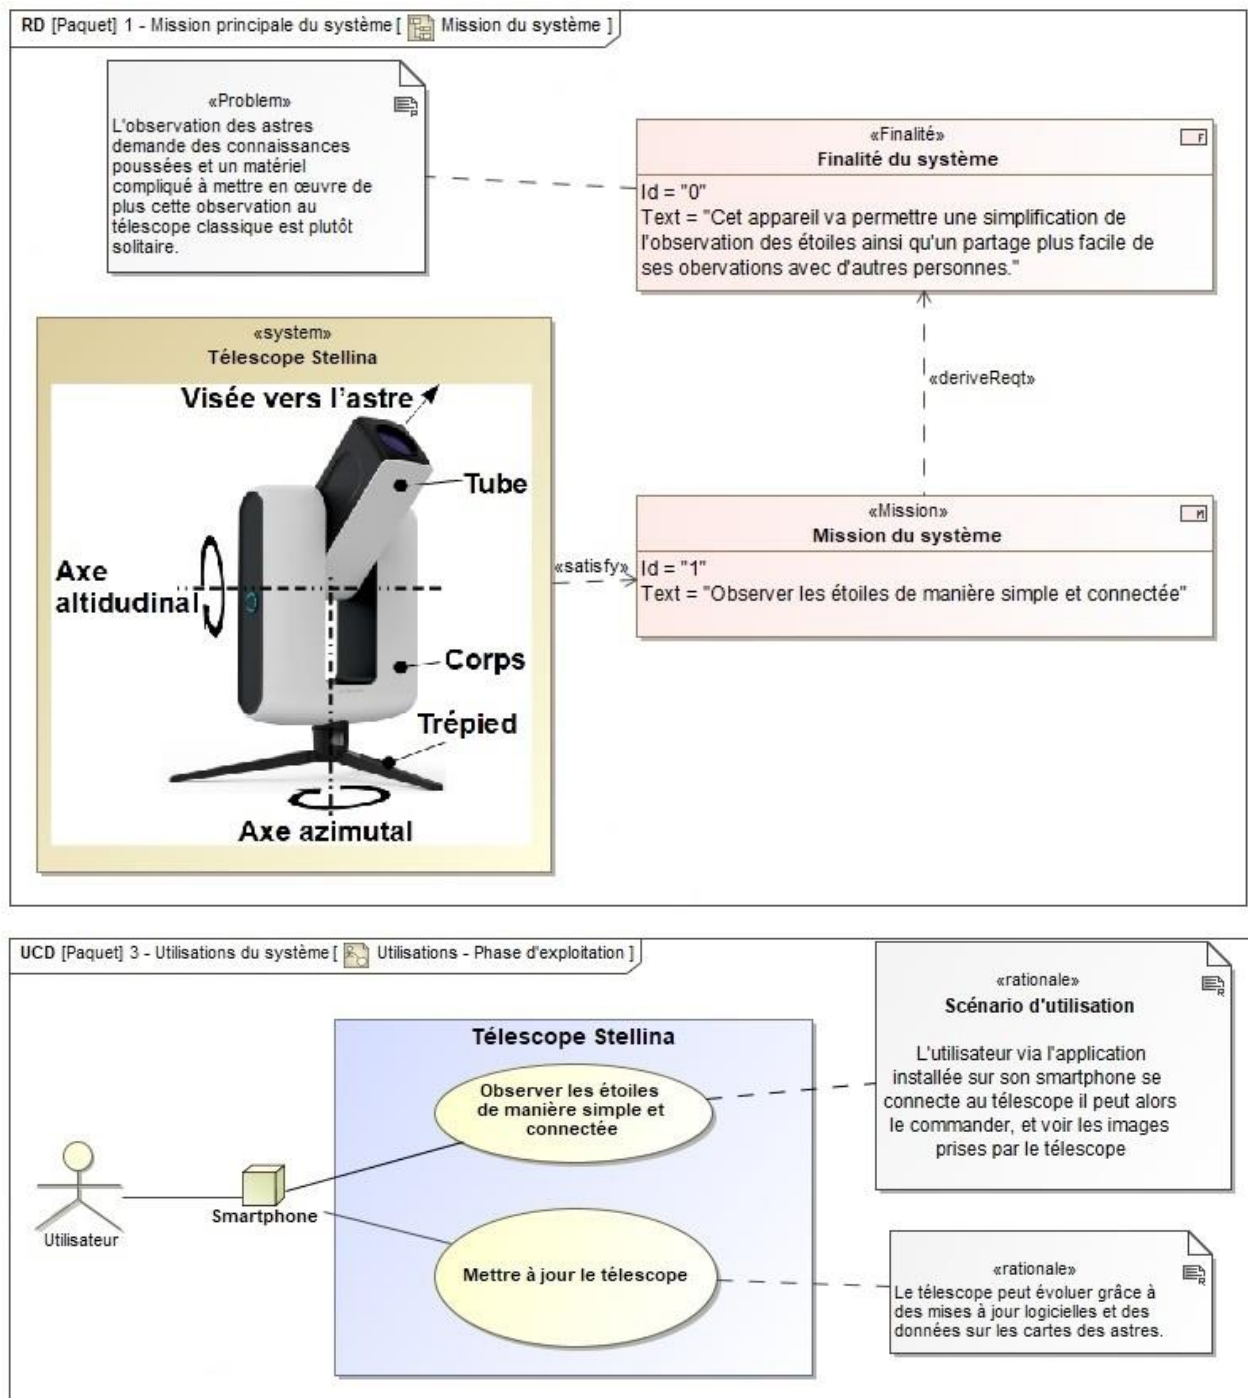 RD [Paquet] 1 - Mission principale du système [ Mission du système ]
«Problem»
L'observation des astres
demande des connaissances
poussées et un matériel
compliqué à mettre en œuvre de
plus cette observation au
télescope classique est plutôt
solitaire.
«Finalité»
F
Finalité du système
Id = "0"
Text = "Cet appareil va permettre une simplification de
l'observation des étoiles ainsi qu'un partage plus facile de
ses obervations avec d'autres personnes."
«deriveReqt»
«system»
Télescope Stellina
Visée vers l'astre
Tube
Axe
altidudinal
Corps
Trépied
Axe azimutal
«satisfy»
«Mission»
M
Mission du système
Id = "1"
Text = "Observer les étoiles de manière simple et connectée"
UCD [Paquet] 3 - Utilisations du système [ Utilisations - Phase d'exploitation ]
«rationale»
Scénario d'utilisation
L'utilisateur via l'application
installée sur son smartphone se
connecte au télescope il peut alors
le commander, et voir les images
prises par le télescope
Télescope Stellina
Observer les étoiles
de manière simple et
connectée
Utilisateur
Smartphone
Mettre à jour le télescope
«rationale»
Le télescope peut évoluer grâce à
des mises à jour logicielles et des
données sur les cartes des astres.